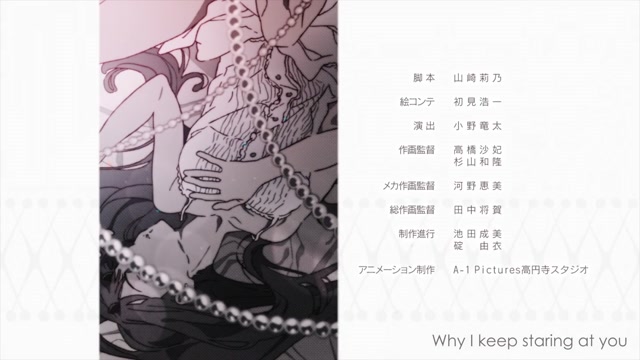 脚本 山崎莉乃
絵コンテ 初見浩一
演出 小野竜太
作画監督 高橋沙妃
杉山和隆
メカ作画監督 河野恵美
総作画監督 田中将賀
制作進行 池田成美
碇由衣
アニメーション制作 A-1 Pictures高円寺スタジオ
Why I keep staring at you